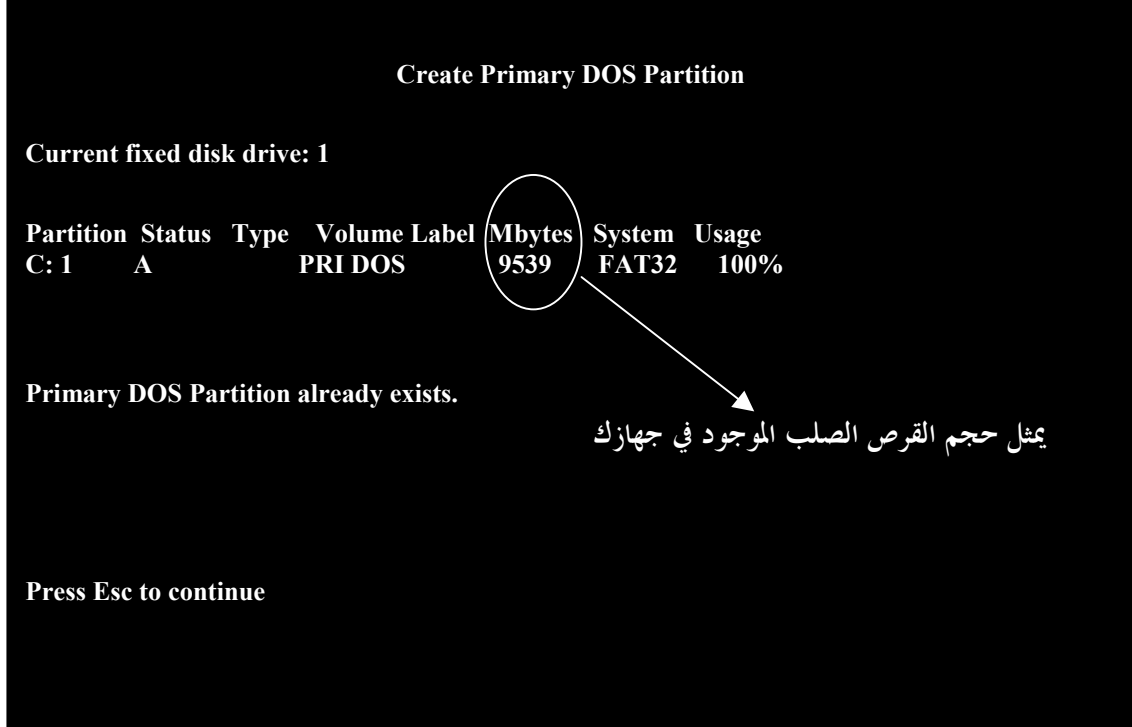 Create Primary DOS Partition
Current fixed disk drive: 1
Partition Status Type Volume Label Mbytes System Usage
C: 1 A PRI DOS 9539 FAT32 100%
Primary DOS Partition already exists.
يمثل حجم القرص الصلب الموجود في جهازك
Press Esc to continue